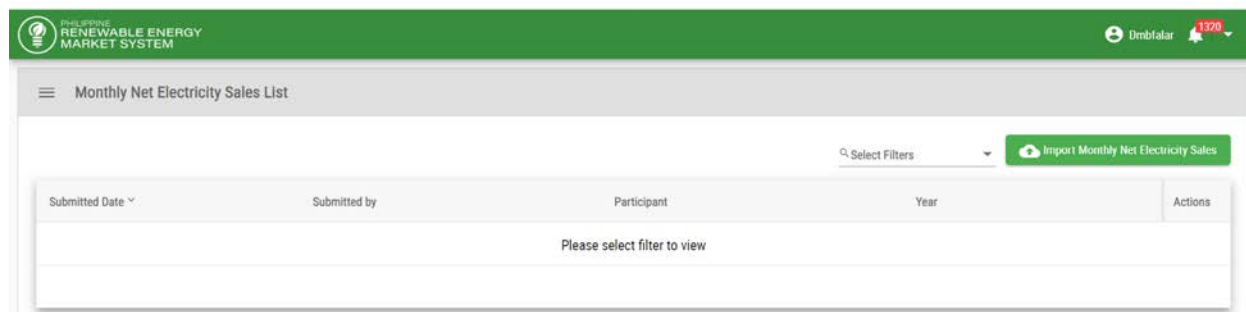 PHILIPPINE
RENEWABLE ENERGY
MARKET SYSTEM
Dmbfalar 1320
Monthly Net Electricity Sales List
Select Filters Import Monthly Net Electricity Sales
Submitted Date Submitted by Participant Year Actions
Please select filter to view